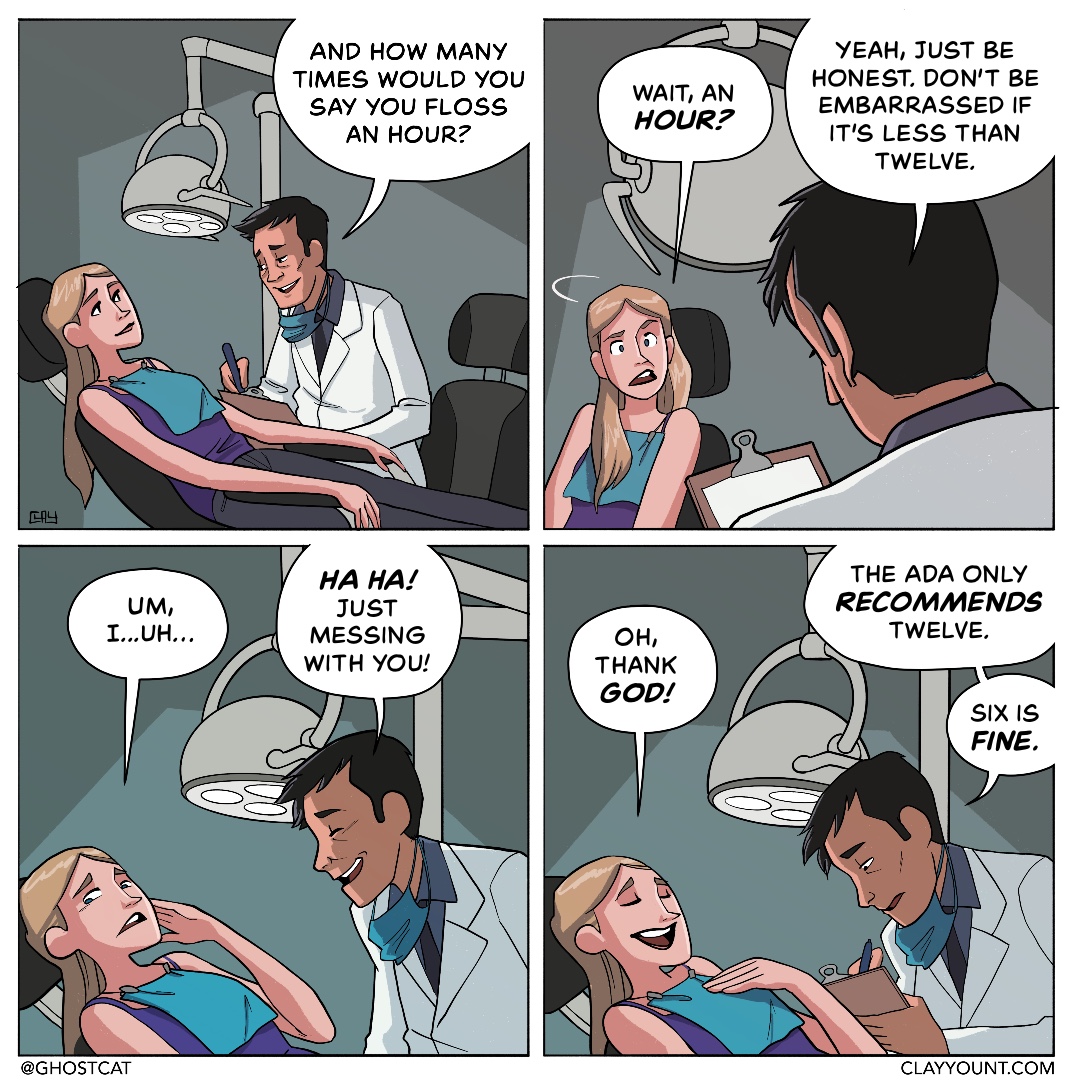 AND HOW MANY
TIMES WOULD YOU
SAY YOU FLOSS
AN HOUR?
WAIT, AN
HOUR?
YEAH, JUST BE
HONEST. DON'T BE
EMBARRASSED IF
IT'S LESS THAN
TWELVE.
CLAY
UM,
I...UH...
HA HA!
JUST
MESSING
WITH YOU!
OH,
THANK
GOD!
THE ADA ONLY
RECOMMENDS
TWELVE.
SIX IS
FINE.
@GHOSTCAT
CLAYYOUNT.COM